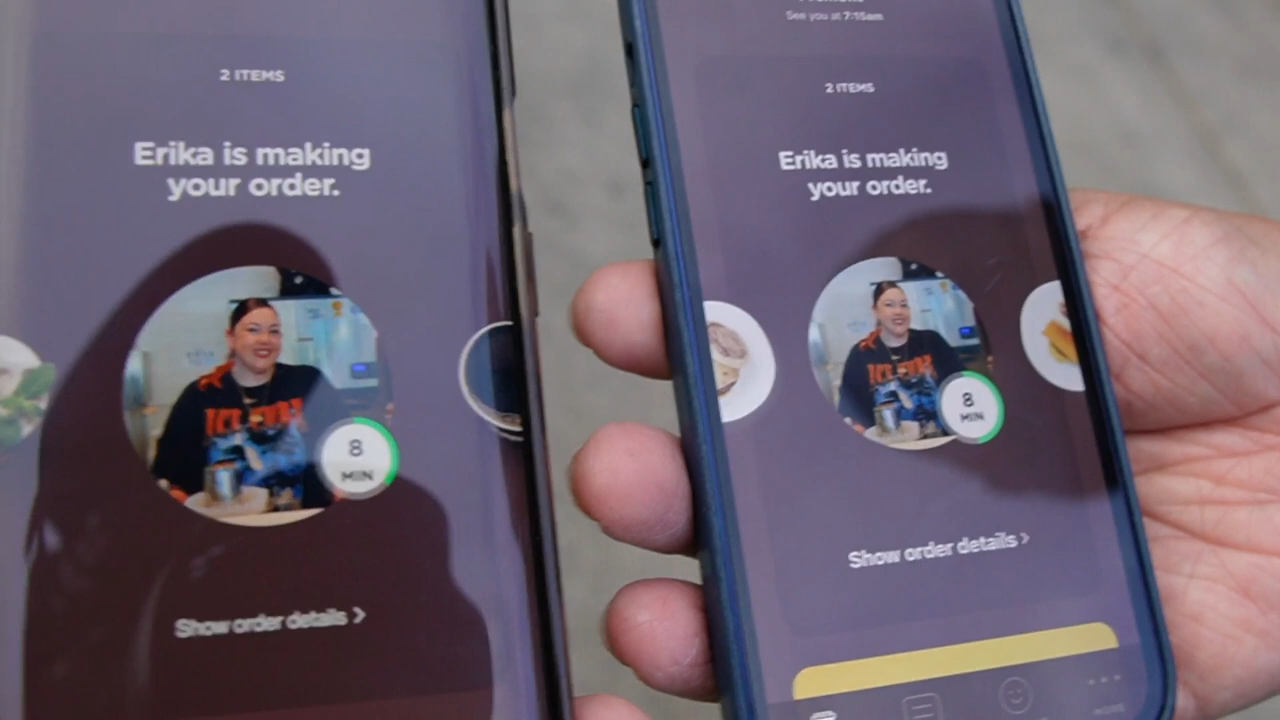 2 ITEMS
Erika is making
your order.
8
MIN
Show order details >
See you at 7:15am
2 ITEMS
Erika is making
your order.
8
MIN
Show order details >
MORE